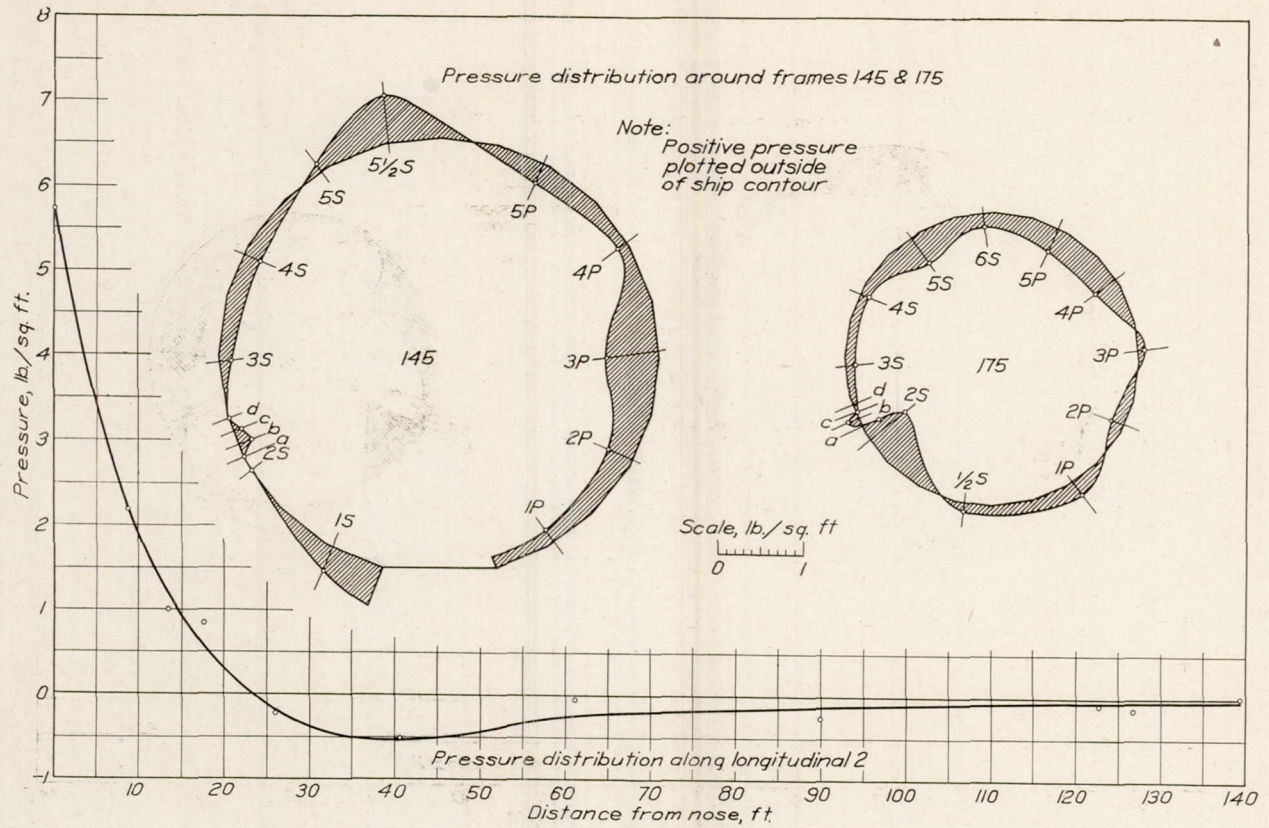 Pressure distribution around frames 145 & 175
Note:
Positive pressure
plotted outside
of ship contour
8
7
6
5
4
3
2
1
0
-1
Pressure, lb/sq. ft.
5½S
5S
5P
4S
4P
3S
145
3P
d
c
b
a
2S
2P
1S
1P
6S
5S
5P
4S
4P
3S
175
3P
d
c
b
a
2S
2P
½S
1P
Scale, lb./sq. ft
0 1
Pressure distribution along longitudinal 2
10 20 30 40 50 60 70 80 90 100 110 120 130 140
Distance from nose, ft.